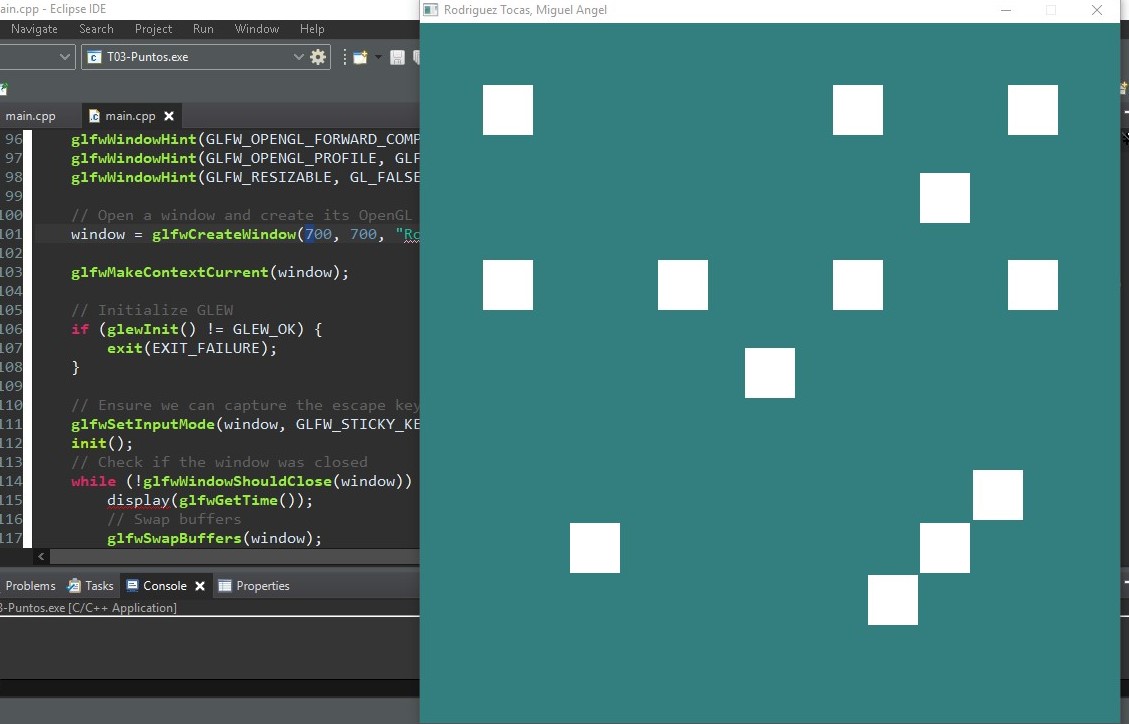 ain.cpp - Eclipse IDE
Navigate Search Project Run Window Help
T03-Puntos.exe
main.cpp main.cpp
96 glfwWindowHint(GLFW_OPENGL_FORWARD_COMP
97 glfwWindowHint(GLFW_OPENGL_PROFILE, GLF
98 glfwWindowHint(GLFW_RESIZABLE, GL_FALSE
99
100 // Open a window and create its OpenGL
101 window = glfwCreateWindow(700, 700, "Ro
102
103 glfwMakeContextCurrent(window);
104
105 // Initialize GLEW
106 if (glewInit() != GLEW_OK) {
107 exit(EXIT_FAILURE);
108 }
109
110 // Ensure we can capture the escape key
111 glfwSetInputMode(window, GLFW_STICKY_KE
112 init();
113 // Check if the window was closed
114 while (!glfwWindowShouldClose(window))
115 display(glfwGetTime());
116 // Swap buffers
117 glfwSwapBuffers(window);
Problems Tasks Console Properties
3-Puntos.exe [C/C++ Application]
Rodriguez Tocas, Miguel Angel